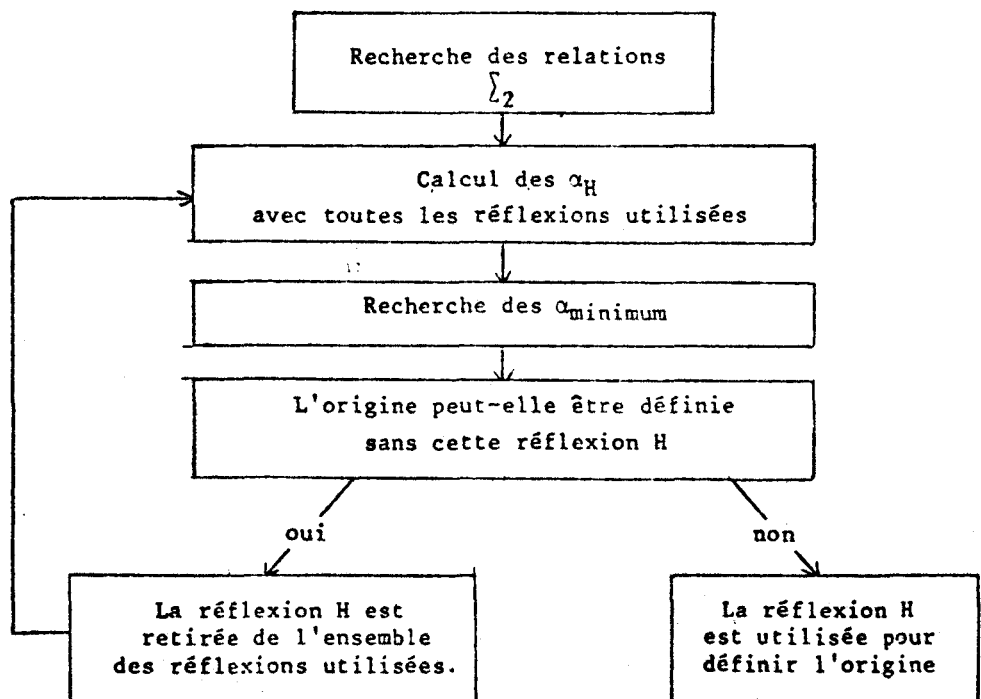 Recherche des relations
∑₂
Calcul des α_H
avec toutes les réflexions utilisées
Recherche des α_minimum
L'origine peut-elle être définie
sans cette réflexion H
oui
non
La réflexion H est
retirée de l'ensemble
des réflexions utilisées.
La réflexion H
est utilisée pour
définir l'origine